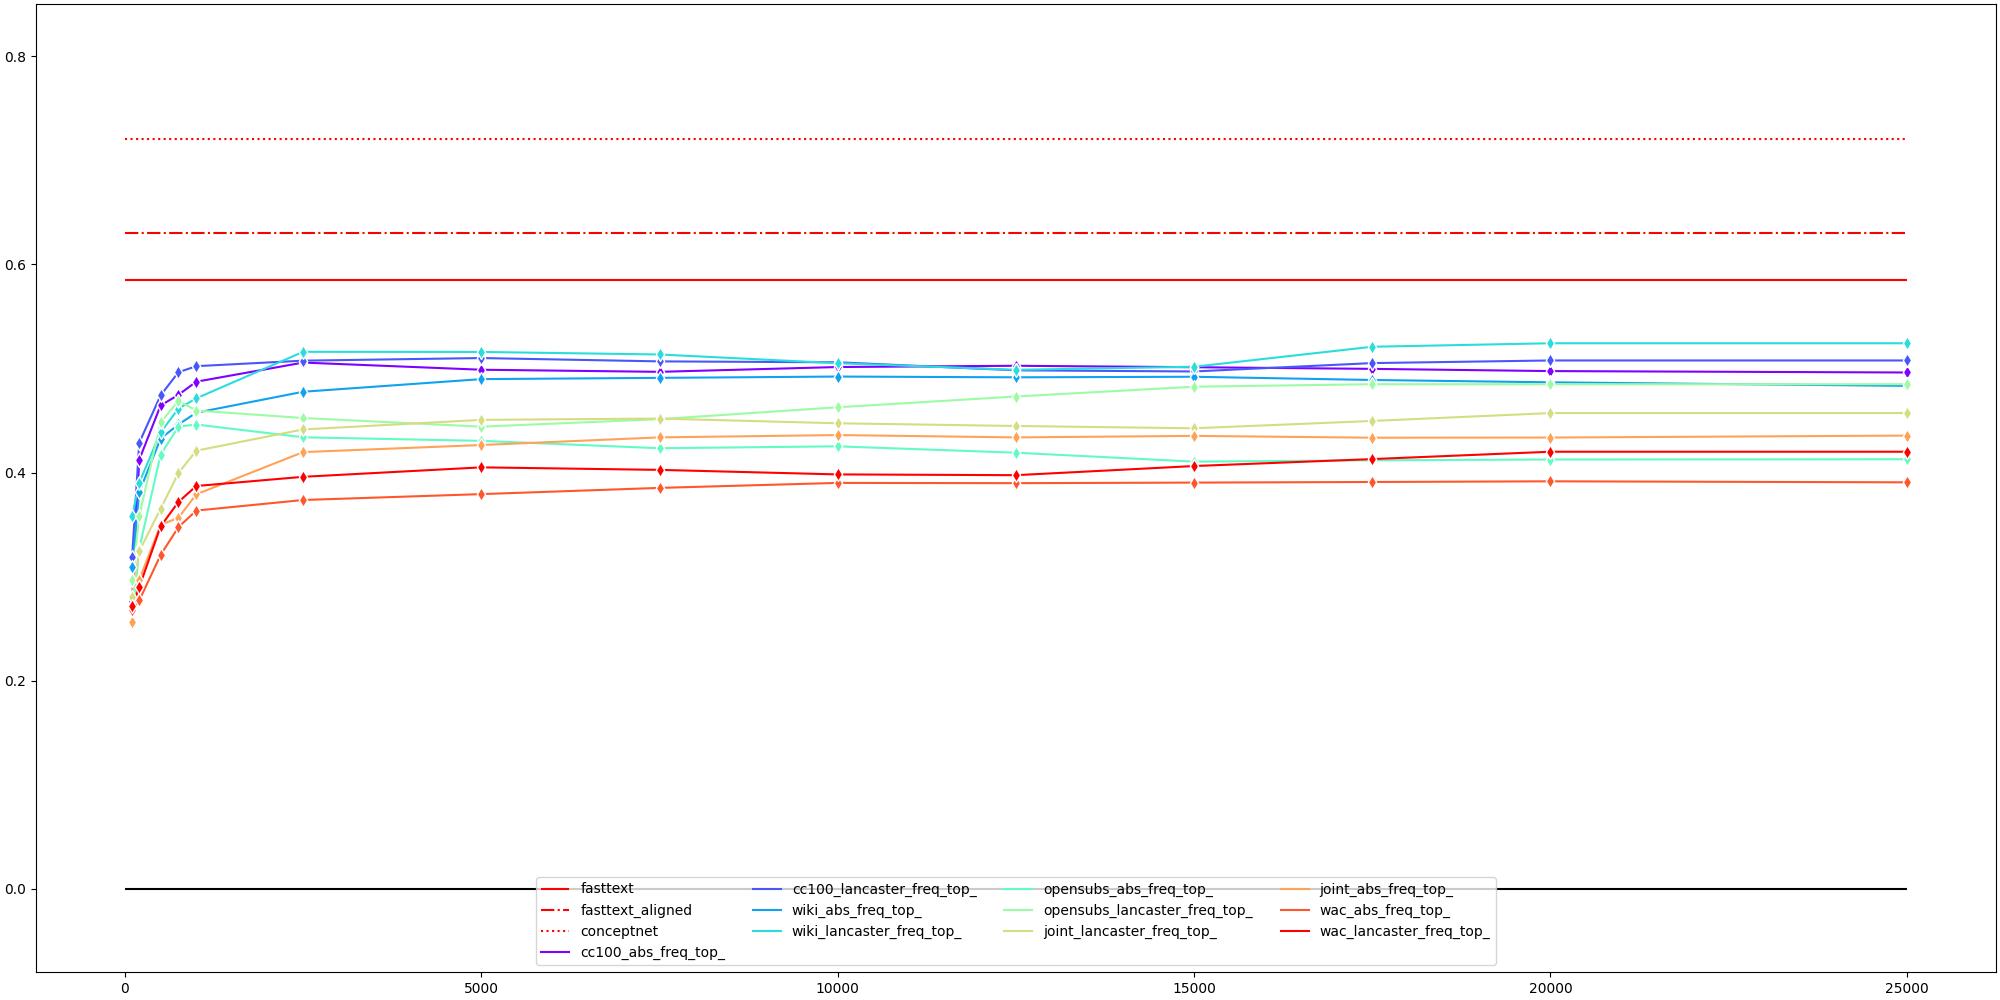 0.8
0.6
0.4
0.2
0.0
fasttext
fasttext_aligned
conceptnet
cc100_abs_freq_top_
cc100_lancaster_freq_top_
wiki_abs_freq_top_
wiki_lancaster_freq_top_
opensubs_abs_freq_top_
opensubs_lancaster_freq_top_
joint_lancaster_freq_top_
joint_abs_freq_top_
wac_abs_freq_top_
wac_lancaster_freq_top_
0 5000 10000 15000 20000 25000